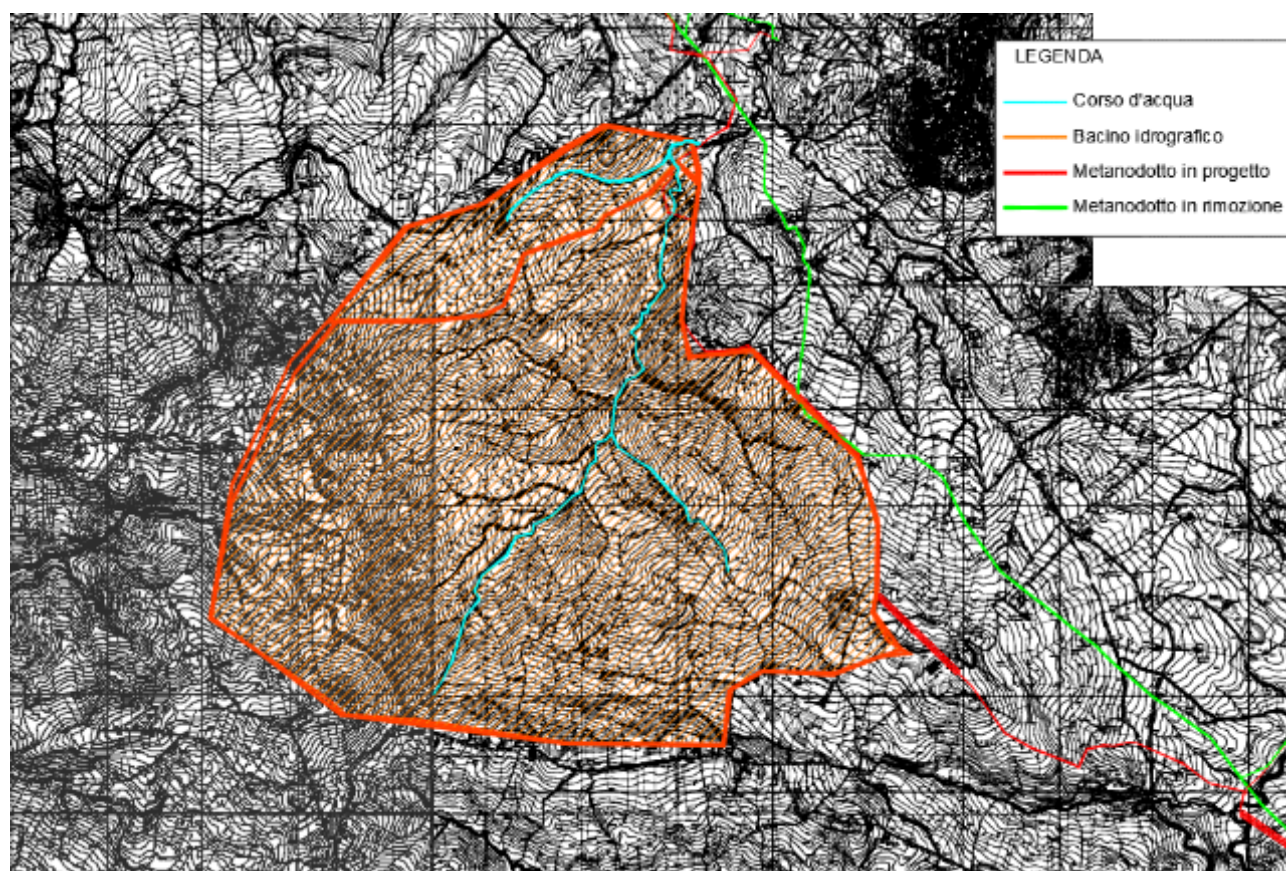 LEGENDA
Corso d'acqua
Bacino idrografico
Metanodotto in progetto
Metanodotto in rimozione